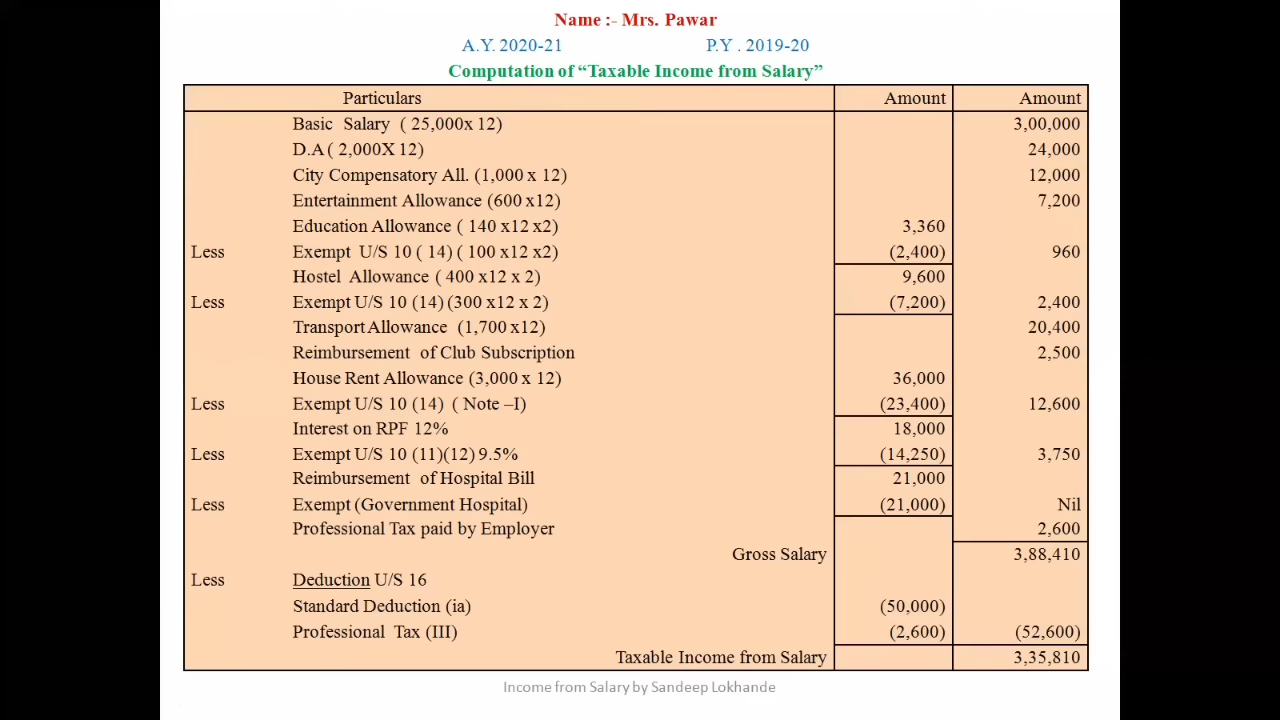 Name :- Mrs. Pawar
A.Y. 2020-21 P.Y . 2019-20
Computation of “Taxable Income from Salary”
Particulars Amount Amount
Basic Salary ( 25,000x 12) 3,00,000
D.A ( 2,000X 12) 24,000
City Compensatory All. (1,000 x 12) 12,000
Entertainment Allowance (600 x12) 7,200
Education Allowance ( 140 x12 x2) 3,360
Less Exempt U/S 10 ( 14) ( 100 x12 x2) (2,400) 960
Hostel Allowance ( 400 x12 x 2) 9,600
Less Exempt U/S 10 (14) (300 x12 x 2) (7,200) 2,400
Transport Allowance (1,700 x12) 20,400
Reimbursement of Club Subscription 2,500
House Rent Allowance (3,000 x 12) 36,000
Less Exempt U/S 10 (14) ( Note –I) (23,400) 12,600
Interest on RPF 12% 18,000
Less Exempt U/S 10 (11)(12) 9.5% (14,250) 3,750
Reimbursement of Hospital Bill 21,000
Less Exempt (Government Hospital) (21,000) Nil
Professional Tax paid by Employer 2,600
Gross Salary 3,88,410
Less Deduction U/S 16
Standard Deduction (ia) (50,000)
Professional Tax (III) (2,600) (52,600)
Taxable Income from Salary 3,35,810
Income from Salary by Sandeep Lokhande